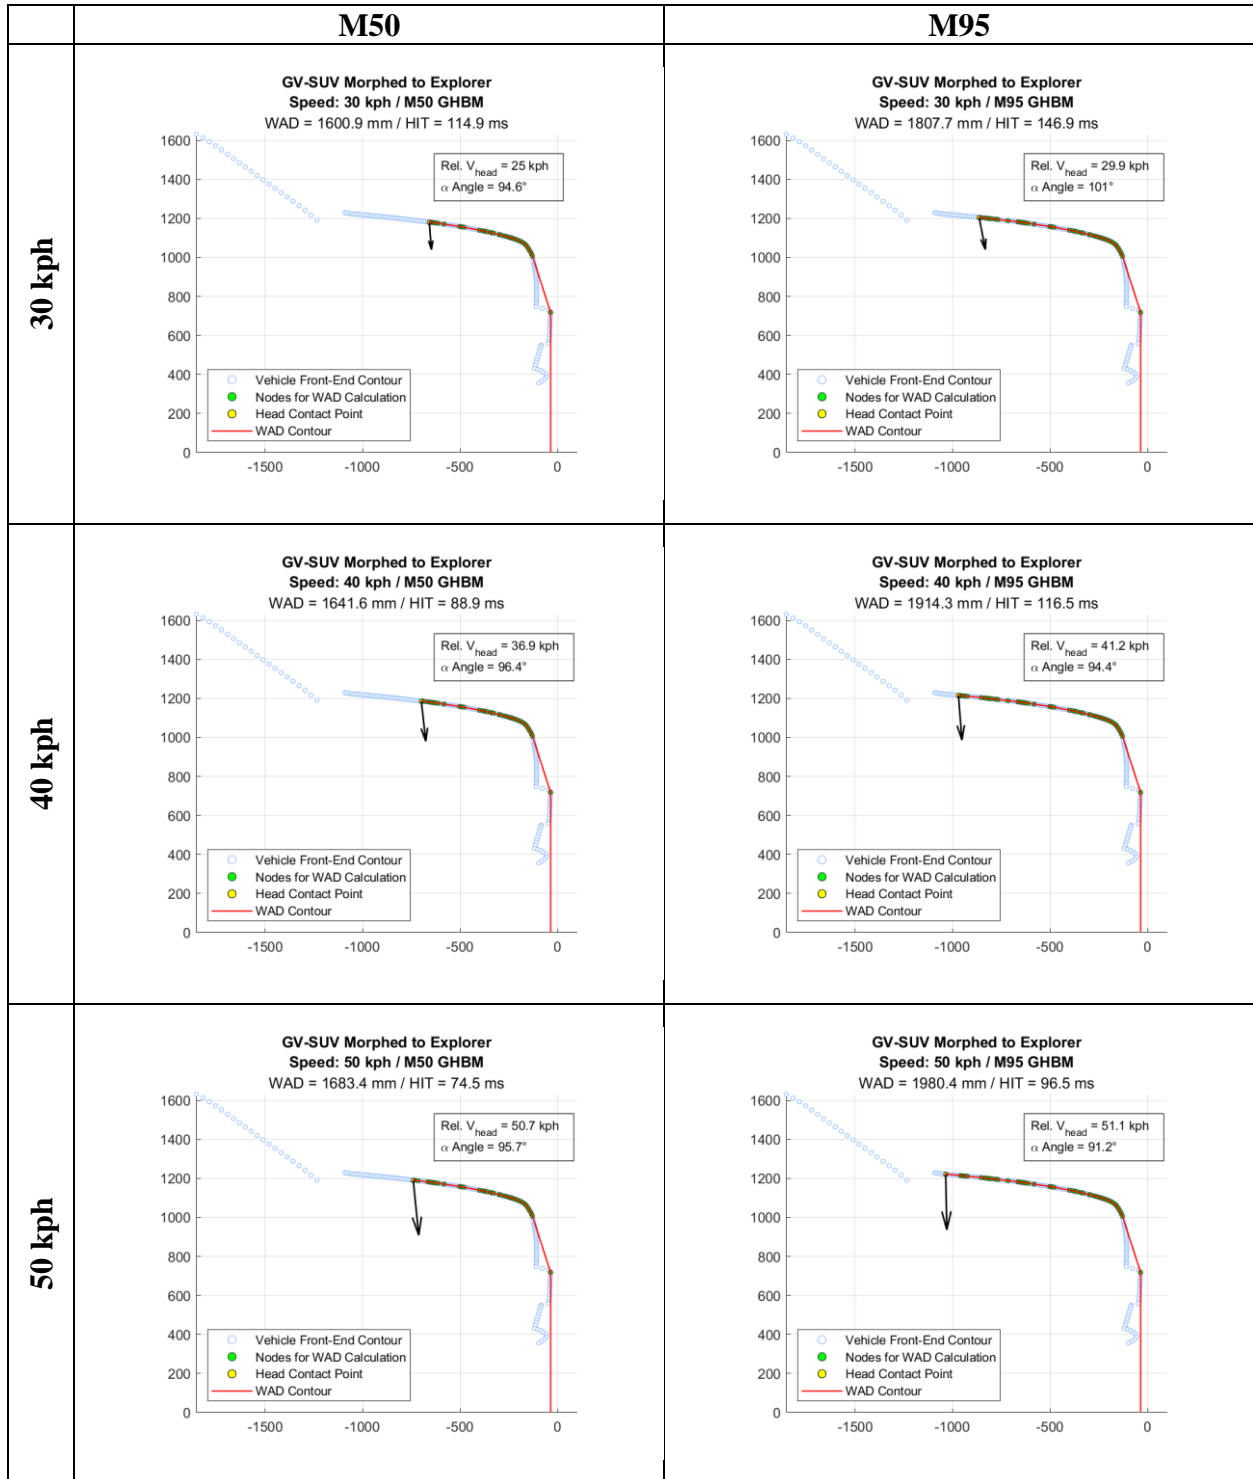 M50
M95
30 kph
GV-SUV Morphed to Explorer
Speed: 30 kph / M50 GHBM
WAD = 1600.9 mm / HIT = 114.9 ms
Rel. V_head = 25 kph
α Angle = 94.6°
1600
1400
1200
1000
800
600
400
200
0
Vehicle Front-End Contour
Nodes for WAD Calculation
Head Contact Point
WAD Contour
-1500 -1000 -500 0
GV-SUV Morphed to Explorer
Speed: 30 kph / M95 GHBM
WAD = 1807.7 mm / HIT = 146.9 ms
Rel. V_head = 29.9 kph
α Angle = 101°
1600
1400
1200
1000
800
600
400
200
0
Vehicle Front-End Contour
Nodes for WAD Calculation
Head Contact Point
WAD Contour
-1500 -1000 -500 0
40 kph
GV-SUV Morphed to Explorer
Speed: 40 kph / M50 GHBM
WAD = 1641.6 mm / HIT = 88.9 ms
Rel. V_head = 36.9 kph
α Angle = 96.4°
1600
1400
1200
1000
800
600
400
200
0
Vehicle Front-End Contour
Nodes for WAD Calculation
Head Contact Point
WAD Contour
-1500 -1000 -500 0
GV-SUV Morphed to Explorer
Speed: 40 kph / M95 GHBM
WAD = 1914.3 mm / HIT = 116.5 ms
Rel. V_head = 41.2 kph
α Angle = 94.4°
1600
1400
1200
1000
800
600
400
200
0
Vehicle Front-End Contour
Nodes for WAD Calculation
Head Contact Point
WAD Contour
-1500 -1000 -500 0
50 kph
GV-SUV Morphed to Explorer
Speed: 50 kph / M50 GHBM
WAD = 1683.4 mm / HIT = 74.5 ms
Rel. V_head = 50.7 kph
α Angle = 95.7°
1600
1400
1200
1000
800
600
400
200
0
Vehicle Front-End Contour
Nodes for WAD Calculation
Head Contact Point
WAD Contour
-1500 -1000 -500 0
GV-SUV Morphed to Explorer
Speed: 50 kph / M95 GHBM
WAD = 1980.4 mm / HIT = 96.5 ms
Rel. V_head = 51.1 kph
α Angle = 91.2°
1600
1400
1200
1000
800
600
400
200
0
Vehicle Front-End Contour
Nodes for WAD Calculation
Head Contact Point
WAD Contour
-1500 -1000 -500 0